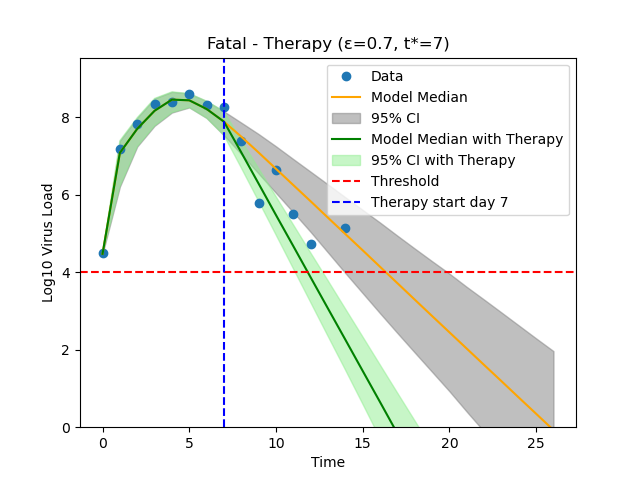 Fatal - Therapy (ε=0.7, t*=7)
Data
Model Median
95% CI
Model Median with Therapy
95% CI with Therapy
Threshold
Therapy start day 7
Log10 Virus Load
8
6
4
2
0
0 5 10 15 20 25
Time